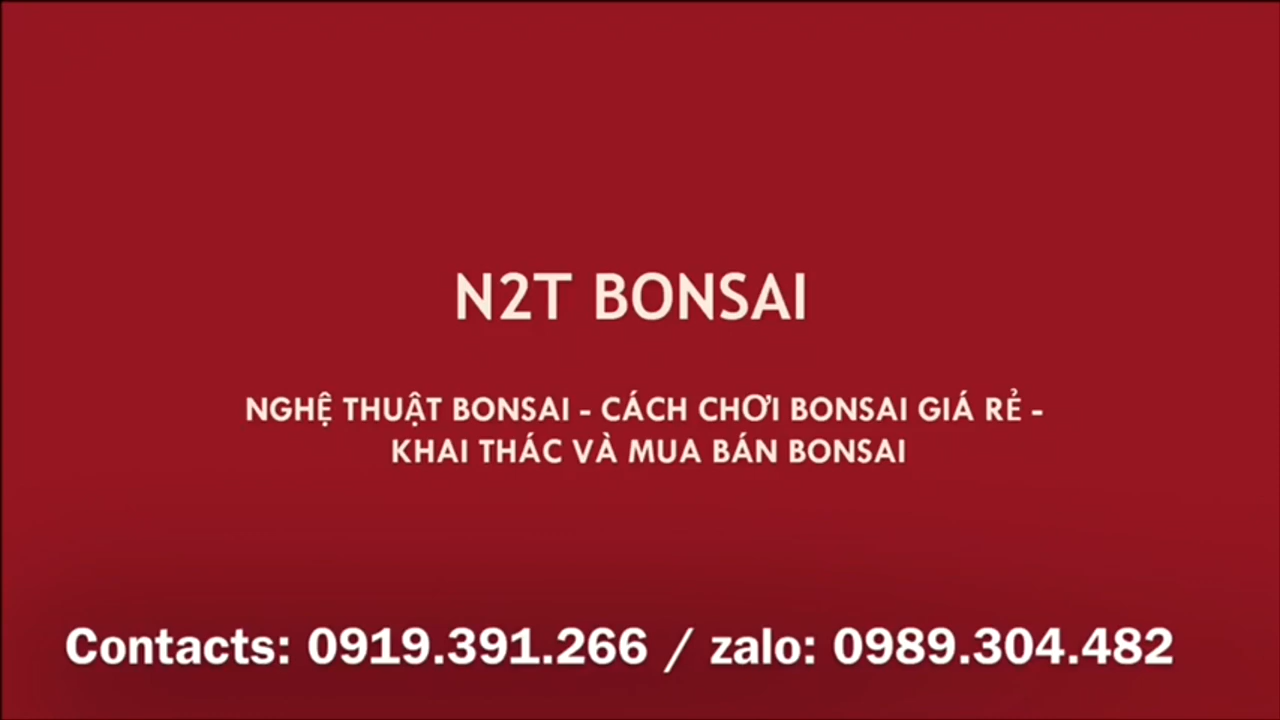 N2T BONSAI
NGHỆ THUẬT BONSAI - CÁCH CHƠI BONSAI GIÁ RẺ -
KHAI THÁC VÀ MUA BÁN BONSAI
Contacts: 0919.391.266 / zalo: 0989.304.482